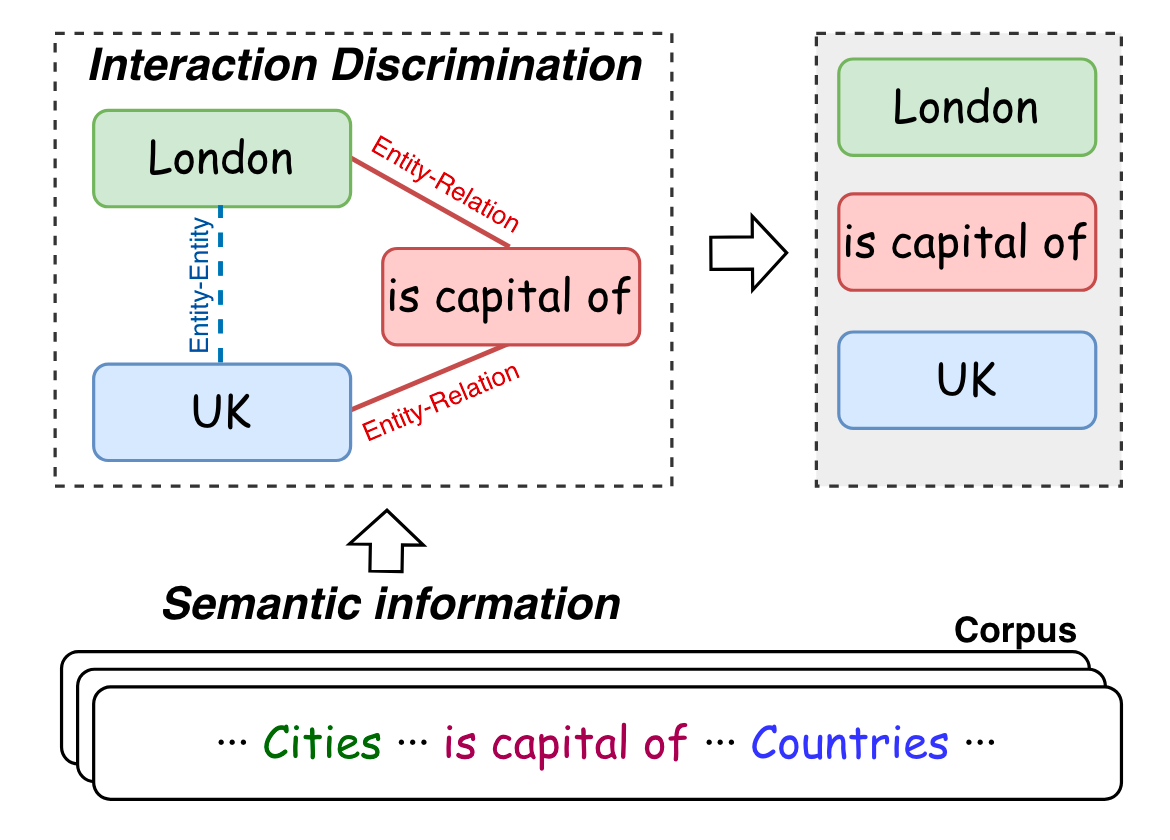 Interaction Discrimination
London
Entity-Relation
Entity-Entity
is capital of
Entity-Relation
UK
London
is capital of
UK
Semantic information
Corpus
··· Cities ··· is capital of ··· Countries ···